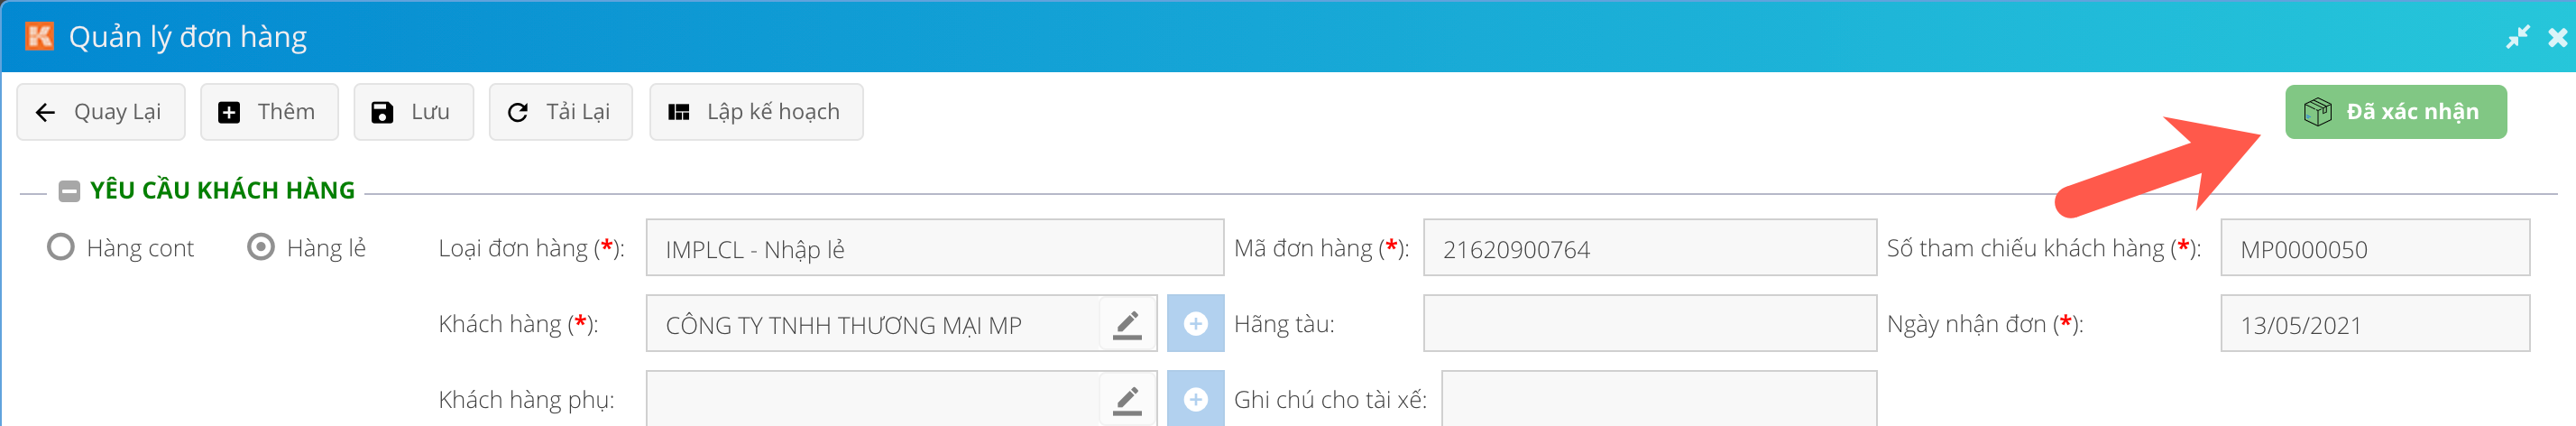 K Quản lý đơn hàng
Quay Lại Thêm Lưu Tải Lại Lập kế hoạch Đã xác nhận
YÊU CẦU KHÁCH HÀNG
Hàng cont Hàng lẻ Loại đơn hàng (*): IMPLCL - Nhập lẻ Mã đơn hàng (*): 21620900764 Số tham chiếu khách hàng (*): MP0000050
Khách hàng (*): CÔNG TY TNHH THƯƠNG MẠI MP Hãng tàu: Ngày nhận đơn (*): 13/05/2021
Khách hàng phụ: Ghi chú cho tài xế: